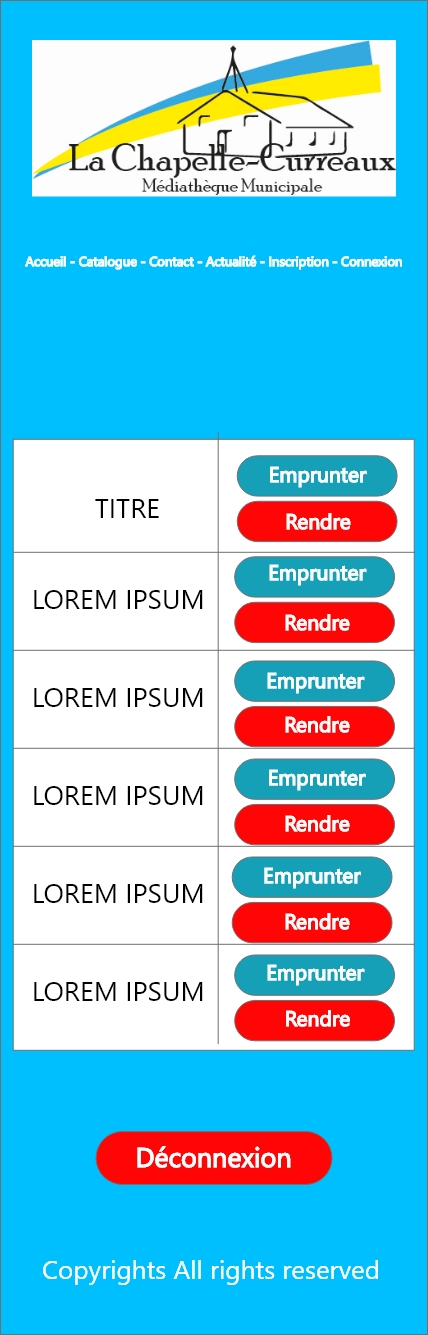 La Chapelle-Curreaux
Médiathèque Municipale
Accueil - Catalogue - Contact - Actualité - Inscription - Connexion
TITRE
Emprunter
Rendre
LOREM IPSUM
Emprunter
Rendre
LOREM IPSUM
Emprunter
Rendre
LOREM IPSUM
Emprunter
Rendre
LOREM IPSUM
Emprunter
Rendre
LOREM IPSUM
Emprunter
Rendre
Déconnexion
Copyrights All rights reserved